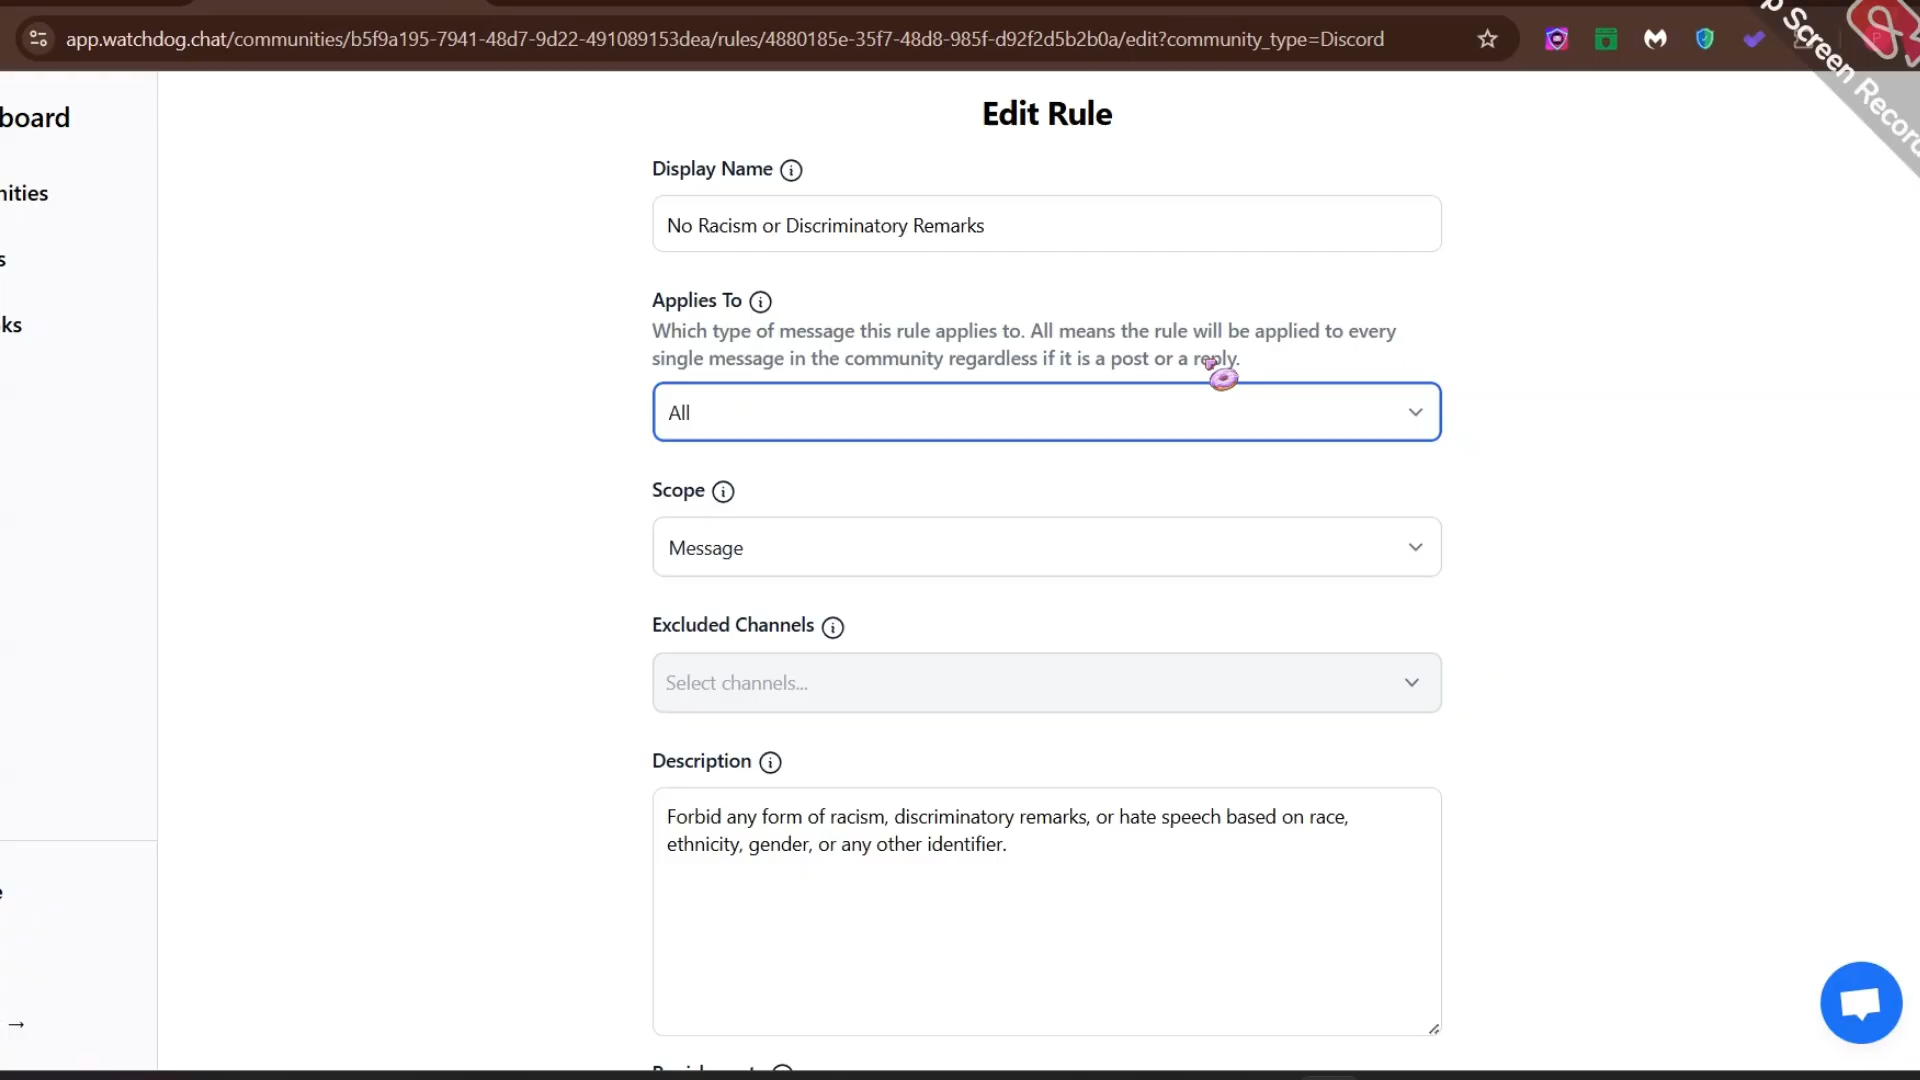 app.watchdog.chat/communities/b5f9a195-7941-48d7-9d22-491089153dea/rules/4880185e-35f7-48d8-985f-d92f2d5b2b0a/edit?community_type=Discord
p Screen Recor
board
nities
s
ks
e
→
Edit Rule
Display Name
No Racism or Discriminatory Remarks
Applies To
Which type of message this rule applies to. All means the rule will be applied to every
single message in the community regardless if it is a post or a reply.
All
Scope
Message
Excluded Channels
Select channels...
Description
Forbid any form of racism, discriminatory remarks, or hate speech based on race,
ethnicity, gender, or any other identifier.